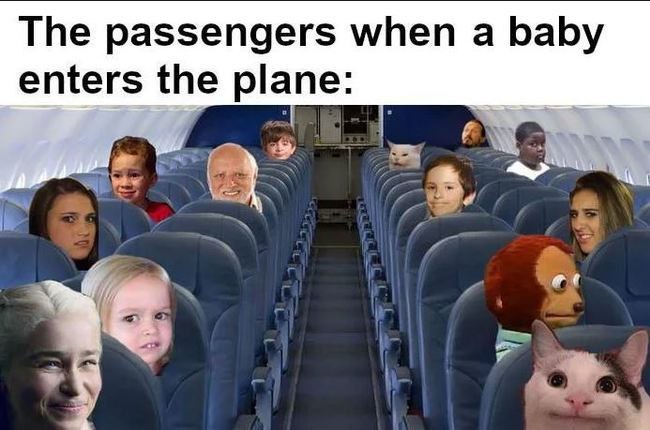 The passengers when a baby
enters the plane: